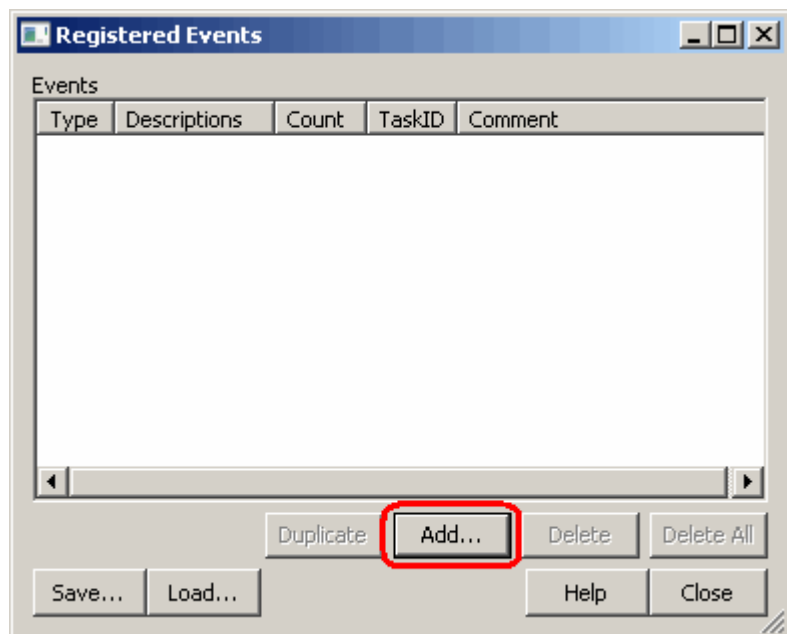 Registered Events
Events
Type Descriptions Count TaskID Comment
Duplicate Add... Delete Delete All
Save... Load... Help Close